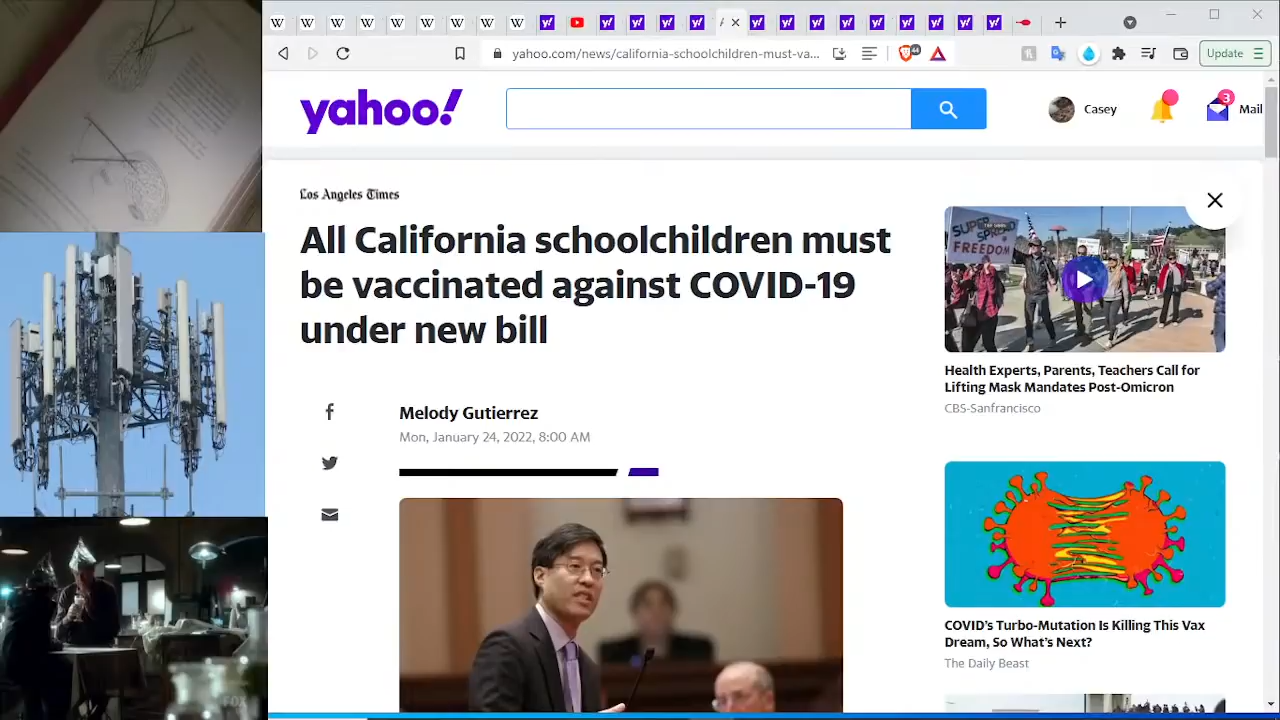 yahoo.com/news/california-schoolchildren-must-va...
44
Update
yahoo!
Casey
3
Mail
Los Angeles Times
All California schoolchildren must
be vaccinated against COVID-19
under new bill
Melody Gutierrez
Mon, January 24, 2022, 8:00 AM
SUPER
SPREAD
FREEDOM
Health Experts, Parents, Teachers Call for
Lifting Mask Mandates Post-Omicron
CBS-Sanfrancisco
COVID's Turbo-Mutation Is Killing This Vax
Dream, So What's Next?
The Daily Beast
FOX